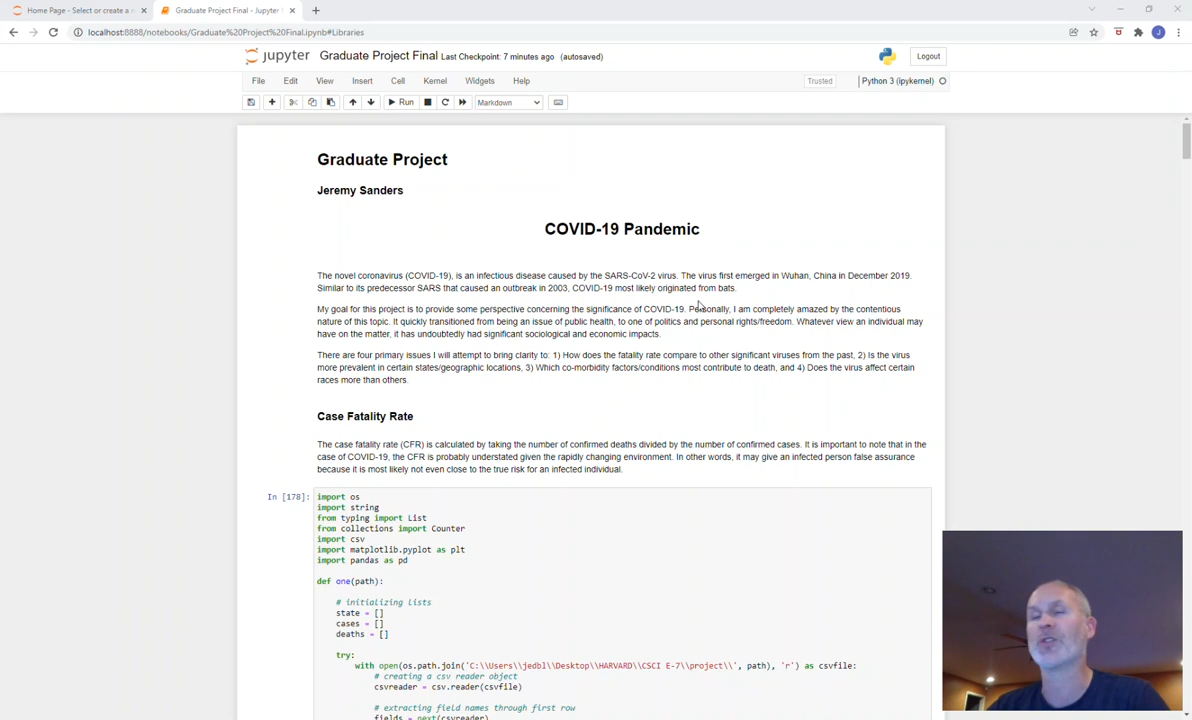 Home Page - Select or create a n
Graduate Project Final - Jupyter
localhost:8888/notebooks/Graduate%20Project%20Final.ipynb#Libraries
J
jupyter Graduate Project Final Last Checkpoint: 7 minutes ago (autosaved)
Logout
File Edit View Insert Cell Kernel Widgets Help
Trusted
Python 3 (ipykernel)
Run
Markdown
Graduate Project
Jeremy Sanders
COVID-19 Pandemic
The novel coronavirus (COVID-19), is an infectious disease caused by the SARS-CoV-2 virus. The virus first emerged in Wuhan, China in December 2019.
Similar to its predecessor SARS that caused an outbreak in 2003, COVID-19 most likely originated from bats.
My goal for this project is to provide some perspective concerning the significance of COVID-19. Personally, I am completely amazed by the contentious
nature of this topic. It quickly transitioned from being an issue of public health, to one of politics and personal rights/freedom. Whatever view an individual may
have on the matter, it has undoubtedly had significant sociological and economic impacts.
There are four primary issues I will attempt to bring clarity to: 1) How does the fatality rate compare to other significant viruses from the past, 2) Is the virus
more prevalent in certain states/geographic locations, 3) Which co-morbidity factors/conditions most contribute to death, and 4) Does the virus affect certain
races more than others.
Case Fatality Rate
The case fatality rate (CFR) is calculated by taking the number of confirmed deaths divided by the number of confirmed cases. It is important to note that in the
case of COVID-19, the CFR is probably understated given the rapidly changing environment. In other words, it may give an infected person false assurance
because it is most likely not even close to the true risk for an infected individual.
In [178]:
import os
import string
from typing import List
from collections import Counter
import csv
import matplotlib.pyplot as plt
import pandas as pd
def one(path):
# initializing lists
state = []
cases = []
deaths = []
try:
with open(os.path.join('C:\\Users\\jedbl\\Desktop\\HARVARD\\CSCI E-7\\project\\', path), 'r') as csvfile:
# creating a csv reader object
csvreader = csv.reader(csvfile)
# extracting field names through first row
fields = next(csvreader)